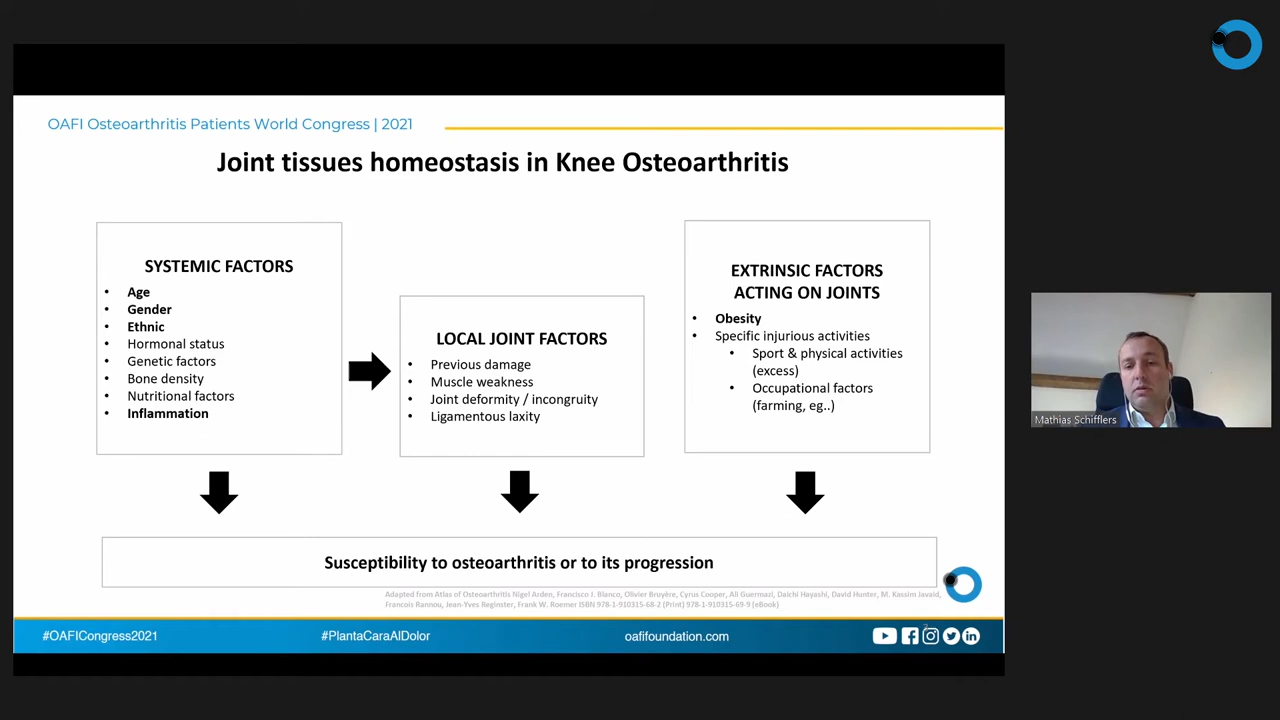 OAFI Osteoarthritis Patients World Congress | 2021
Joint tissues homeostasis in Knee Osteoarthritis
SYSTEMIC FACTORS
• Age
• Gender
• Ethnic
• Hormonal status
• Genetic factors
• Bone density
• Nutritional factors
• Inflammation
LOCAL JOINT FACTORS
• Previous damage
• Muscle weakness
• Joint deformity / incongruity
• Ligamentous laxity
EXTRINSIC FACTORS
ACTING ON JOINTS
• Obesity
• Specific injurious activities
• Sport & physical activities
(excess)
• Occupational factors
(farming, eg..)
Susceptibility to osteoarthritis or to its progression
Adapted from Atlas of Osteoarthritis Nigel Arden, Francisco J. Blanco, Olivier Bruyère, Cyrus Cooper, Ali Guermazi, Daichi Hayashi, David Hunter, M. Kassim Javaid,
Francois Rannou, Jean-Yves Reginster, Frank W. Roemer ISBN 978-1-910315-68-2 (Print) 978-1-910315-69-9 (eBook)
#OAFICongress2021
#PlantaCaraAlDolor
oafifoundation.com
Mathias Schifflers